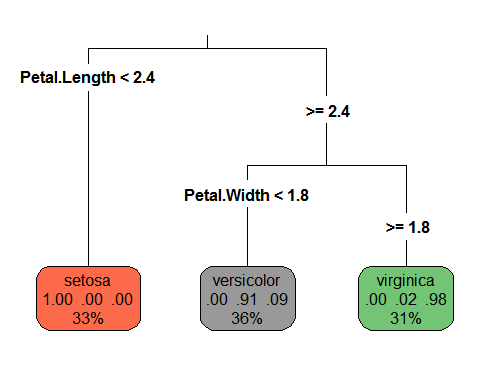 Petal.Length < 2.4
>= 2.4
Petal.Width < 1.8
>= 1.8
setosa
1.00 .00 .00
33%
versicolor
.00 .91 .09
36%
virginica
.00 .02 .98
31%